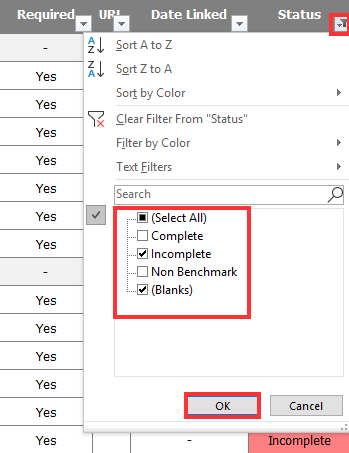 Required URL Date Linked Status
-
Yes
Yes
Yes
Yes
Yes
Yes
Yes
-
Yes
Yes
Yes
Yes
Yes
Yes - Incomplete
Sort A to Z
Sort Z to A
Sort by Color
Clear Filter From "Status"
Filter by Color
Text Filters
Search
(Select All)
Complete
Incomplete
Non Benchmark
(Blanks)
OK Cancel